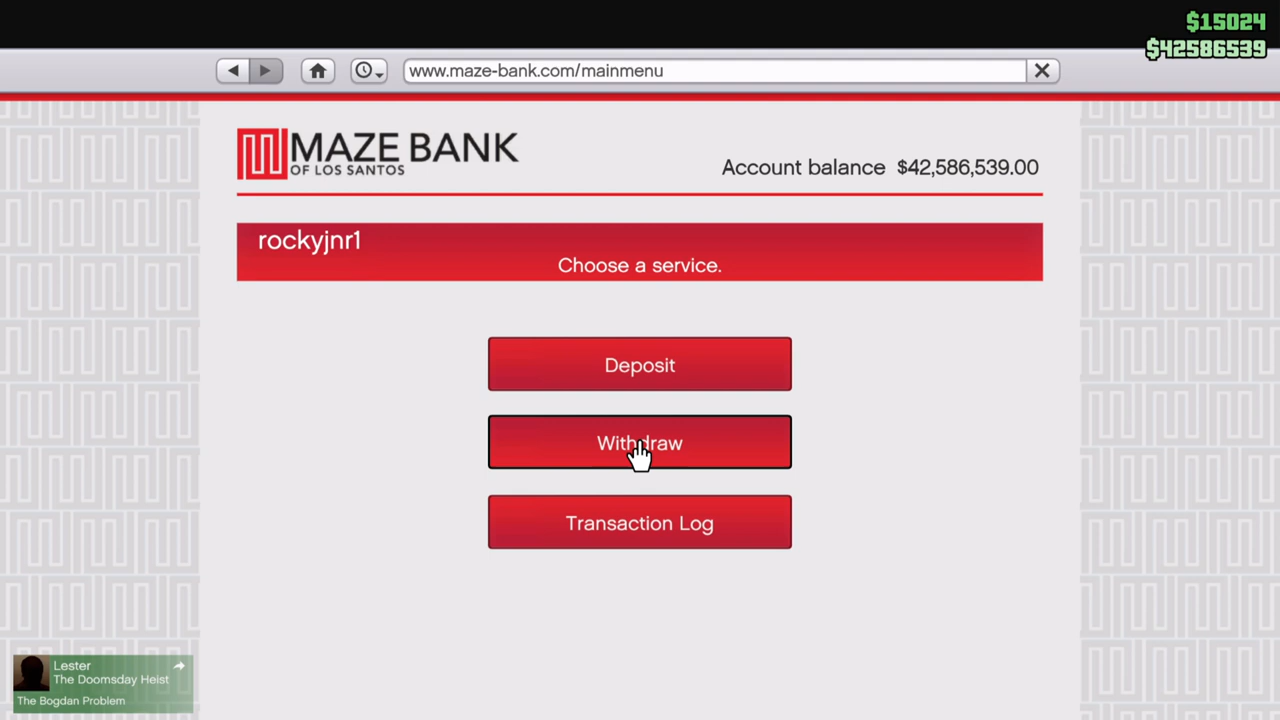 $15024
$42586539
www.maze-bank.com/mainmenu
MAZE BANK
OF LOS SANTOS
Account balance $42,586,539.00
rockyjnr1
Choose a service.
Deposit
Withdraw
Transaction Log
Lester
The Doomsday Heist
The Bogdan Problem